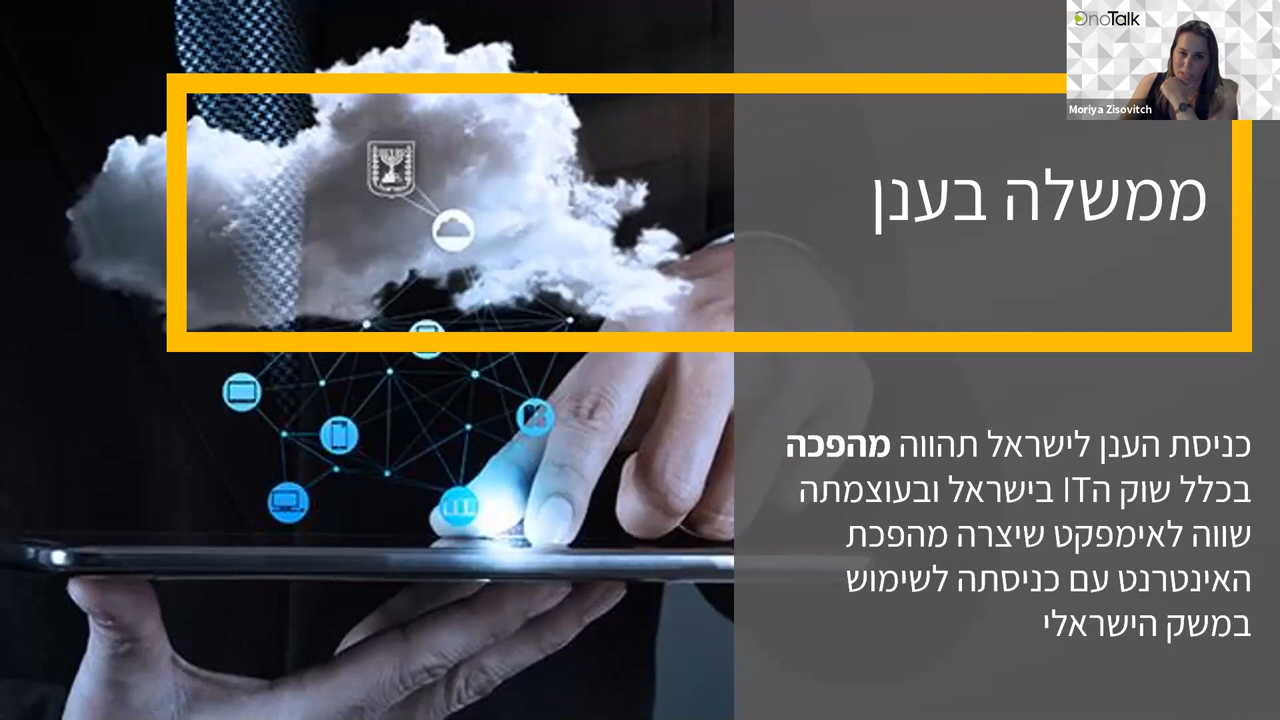 OnoTalk
Moriya Zisovitch
ממשלה בענן
כניסת הענן לישראל תהווה מהפכה
בכלל שוק הIT בישראל ובעוצמתה
שווה לאימפקט שיצרה מהפכת
האינטרנט עם כניסתה לשימוש
במשק הישראלי